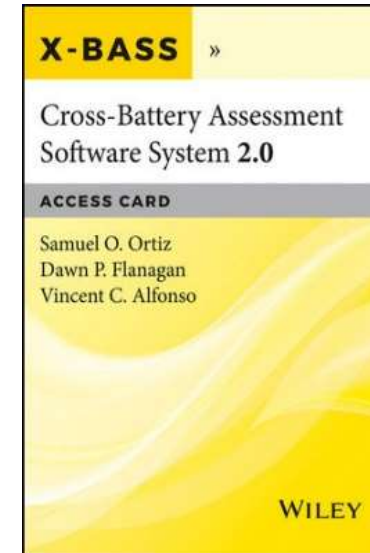 X-BASS »
Cross-Battery Assessment
Software System 2.0
ACCESS CARD
Samuel O. Ortiz
Dawn P. Flanagan
Vincent C. Alfonso
WILEY